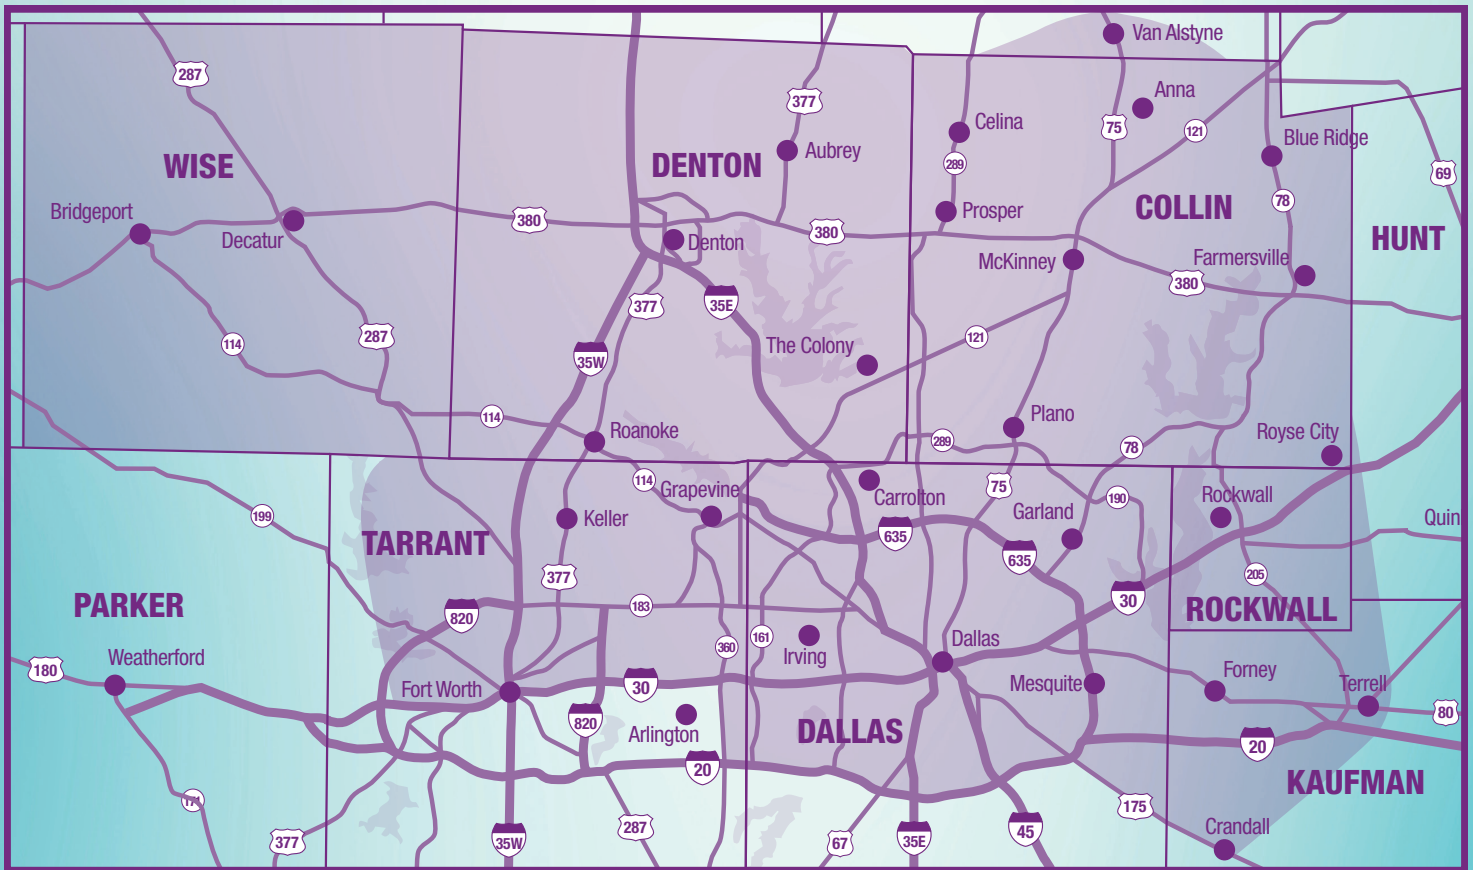 Van Alstyne
287
Anna
377
Celina
75
121
Blue Ridge
WISE
DENTON
Aubrey
289
69
Bridgeport
380
Prosper
COLLIN
78
Decatur
Denton
380
HUNT
McKinney
Farmersville
377
35E
380
114
287
35W
The Colony
121
114
Roanoke
Plano
289
78
Royse City
114
Grapevine
Carrolton
75
190
Rockwall
199
Keller
Garland
Quin
TARRANT
635
635
377
205
PARKER
820
183
30
ROCKWALL
161
360
Dallas
Weatherford
Irving
180
Fort Worth
30
Mesquite
Forney
Terrell
820
Arlington
DALLAS
80
20
20
KAUFMAN
171
175
377
35W
287
67
35E
45
Crandall